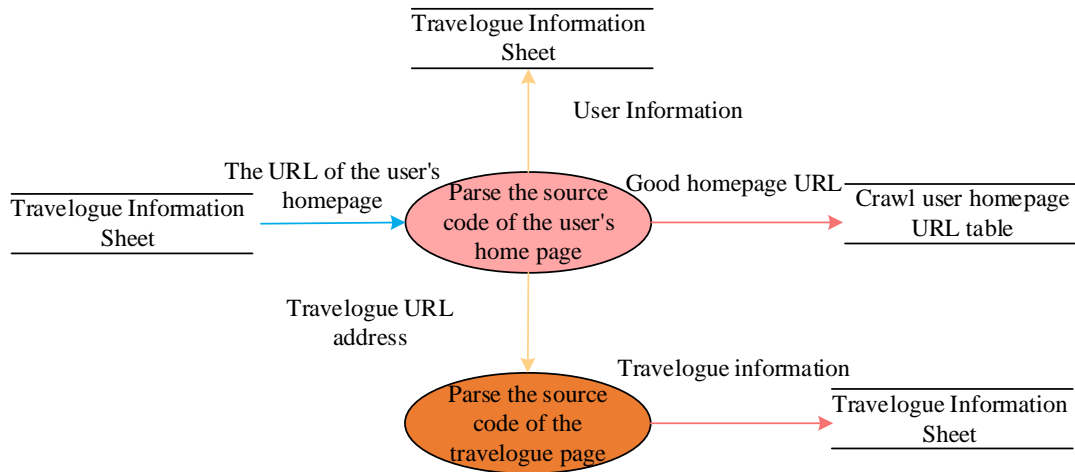 Travelogue Information
Sheet
User Information
The URL of the user's
homepage
Good homepage URL
Travelogue Information
Sheet
Parse the source
code of the user's
home page
Crawl user homepage
URL table
Travelogue URL
address
Travelogue information
Parse the source
code of the
travelogue page
Travelogue Information
Sheet